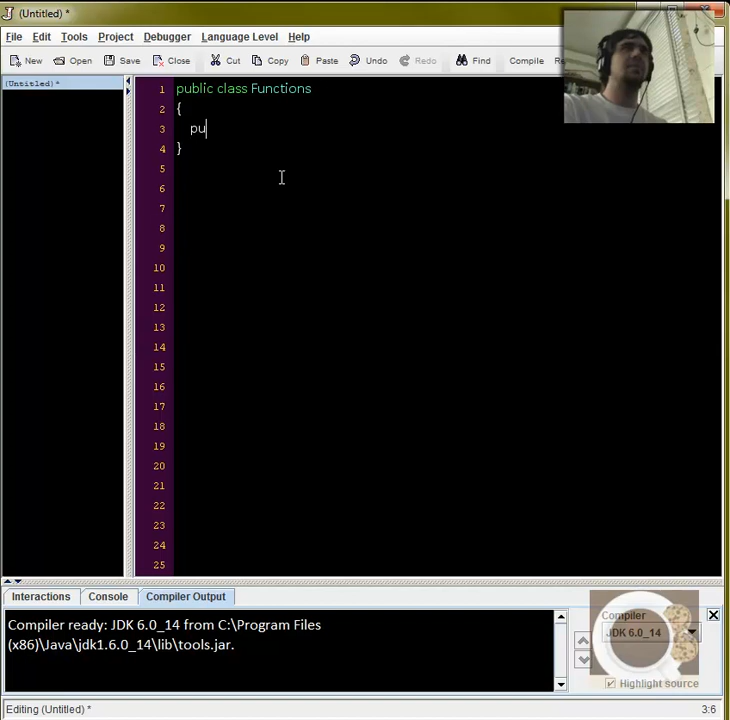 (Untitled) *
File Edit Tools Project Debugger Language Level Help
New Open Save Close Cut Copy Paste Undo Redo Find Compile
(Untitled) *
1 public class Functions
2 {
3 pu
4 }
5
6
7
8
9
10
11
12
13
14
15
16
17
18
19
20
21
22
23
24
25
Interactions Console Compiler Output
Compiler ready: JDK 6.0_14 from C:\Program Files
(x86)\Java\jdk1.6.0_14\lib\tools.jar.
Compiler
JDK 6.0_14
Highlight source
Editing (Untitled) * 3:6